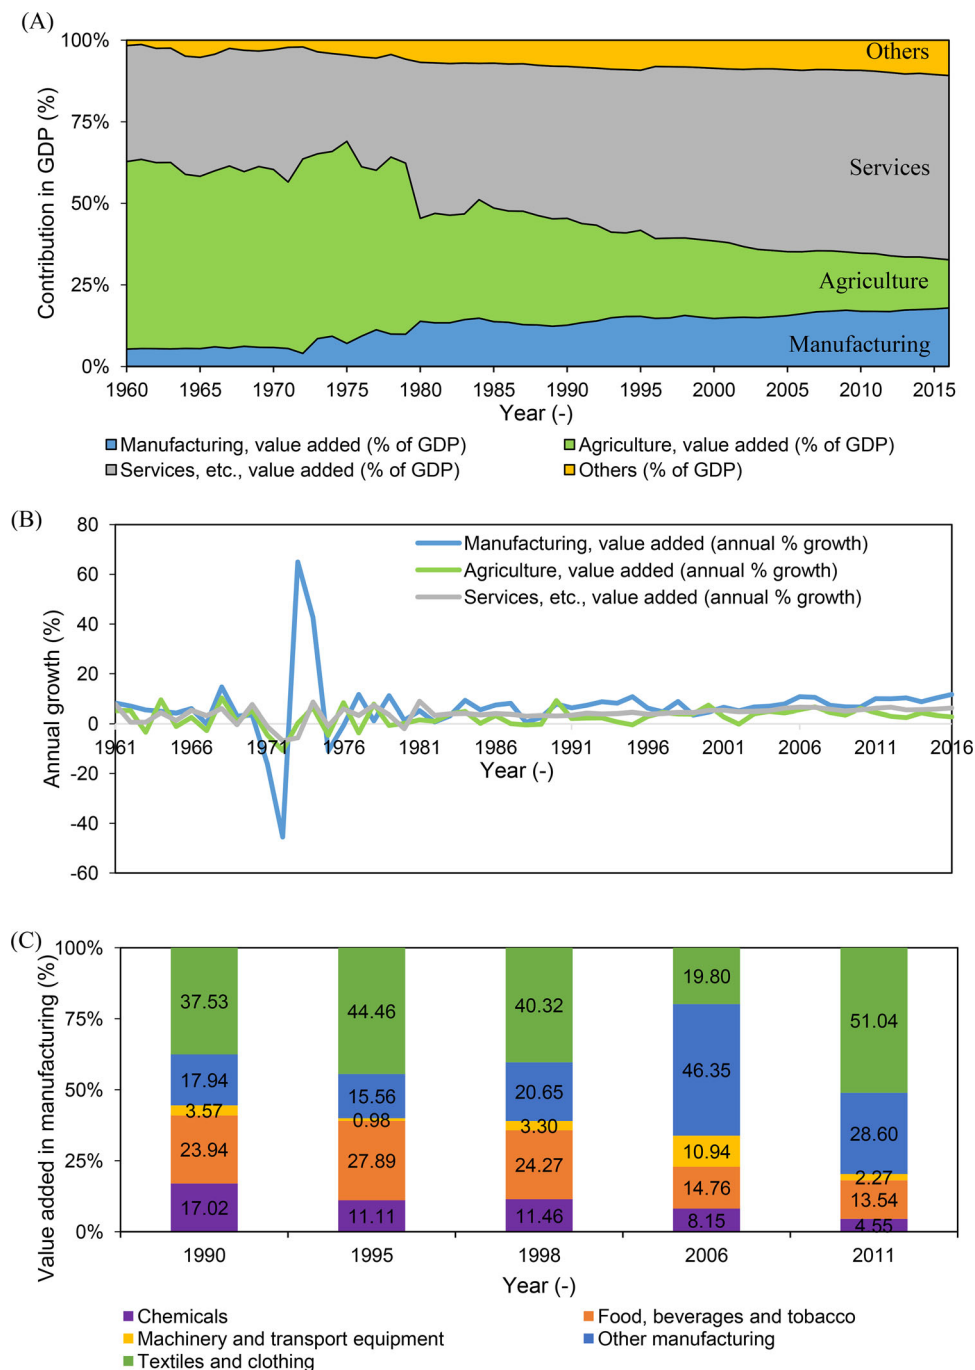 (A)
100%
75%
50%
25%
0%
Contribution in GDP (%)
Others
Services
Agriculture
Manufacturing
1960 1965 1970 1975 1980 1985 1990 1995 2000 2005 2010 2015
Year (-)
Manufacturing, value added (% of GDP) Agriculture, value added (% of GDP)
Services, etc., value added (% of GDP) Others (% of GDP)
(B)
80
60
40
20
0
-20
-40
-60
Annual growth (%)
Manufacturing, value added (annual % growth)
Agriculture, value added (annual % growth)
Services, etc., value added (annual % growth)
1961 1966 1971 1976 1981 1986 1991 1996 2001 2006 2011 2016
Year (-)
(C)
100%
75%
50%
25%
0%
Value added in manufacturing (%)
37.53 44.46 40.32 19.80 51.04
17.94 15.56 20.65 46.35 28.60
3.57 0.98 3.30 10.94 2.27
23.94 27.89 24.27 14.76 13.54
17.02 11.11 11.46 8.15 4.55
1990 1995 1998 2006 2011
Year (-)
Chemicals Food, beverages and tobacco
Machinery and transport equipment Other manufacturing
Textiles and clothing